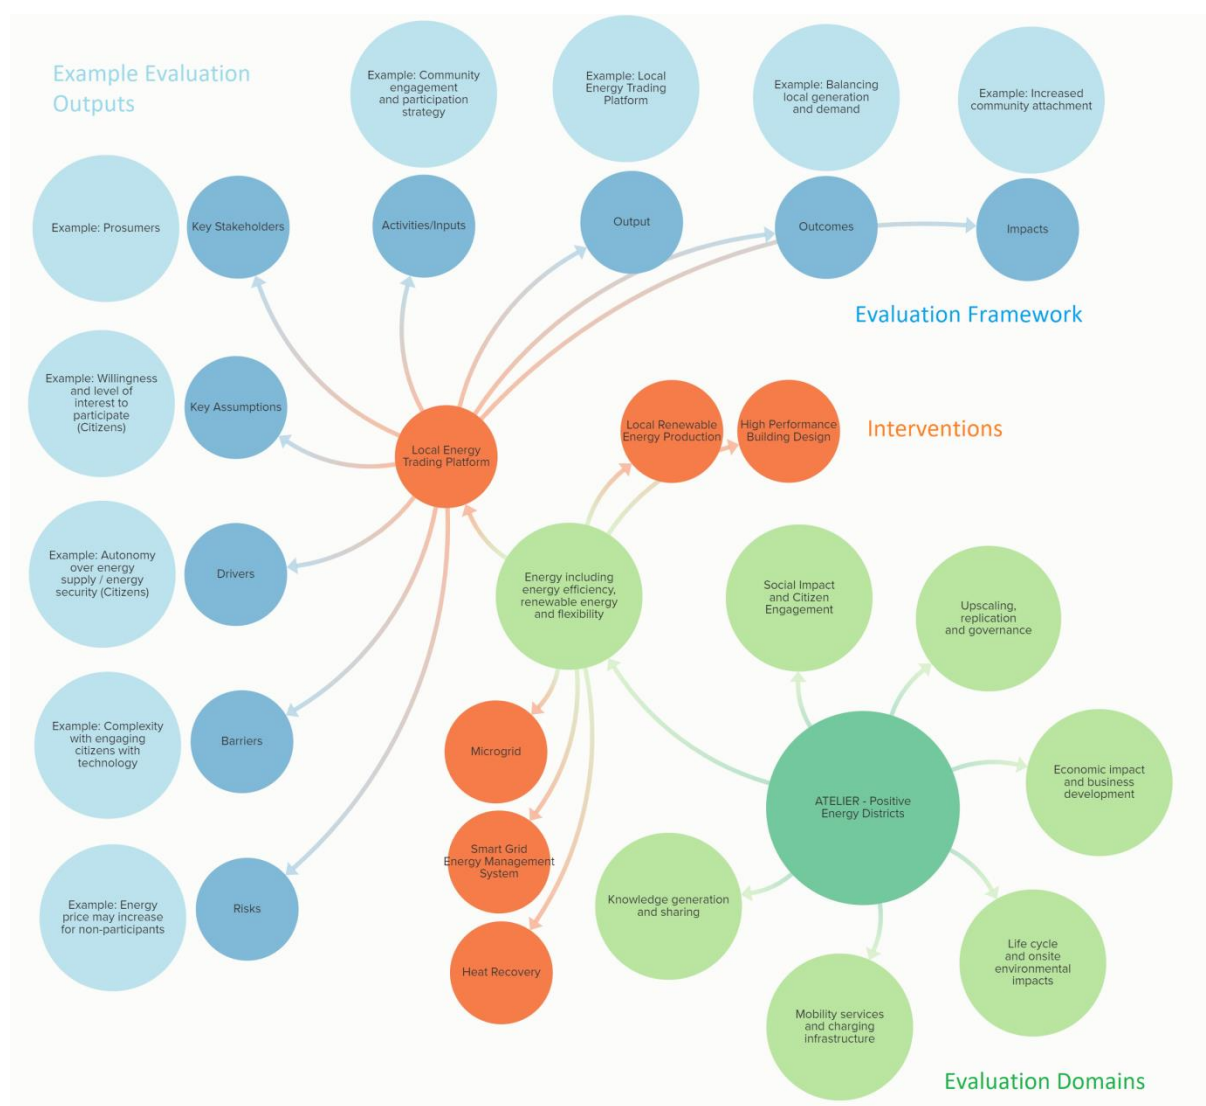 Example Evaluation
Outputs
Example: Community
engagement
and participation
strategy
Example: Local
Energy Trading
Platform
Example: Balancing
local generation
and demand
Example: Increased
community attachment
Example: Prosumers
Key Stakeholders
Activities/Inputs
Output
Outcomes
Impacts
Evaluation Framework
Example: Willingness
and level of
interest to
participate
(Citizens)
Key Assumptions
Local Energy
Trading Platform
Local Renewable
Energy Production
High Performance
Building Design
Interventions
Example: Autonomy
over energy
supply / energy
security (Citizens)
Drivers
Energy including
energy efficiency,
renewable energy
and flexibility
Social Impact
and Citizen
Engagement
Upscaling,
replication
and governance
Example: Complexity
with engaging
citizens with
technology
Barriers
Microgrid
Economic impact
and business
development
ATELIER - Positive
Energy Districts
Smart Grid
Energy Management
System
Example: Energy
price may increase
for non-participants
Risks
Knowledge generation
and sharing
Heat Recovery
Life cycle
and onsite
environmental
impacts
Mobility services
and charging
infrastructure
Evaluation Domains